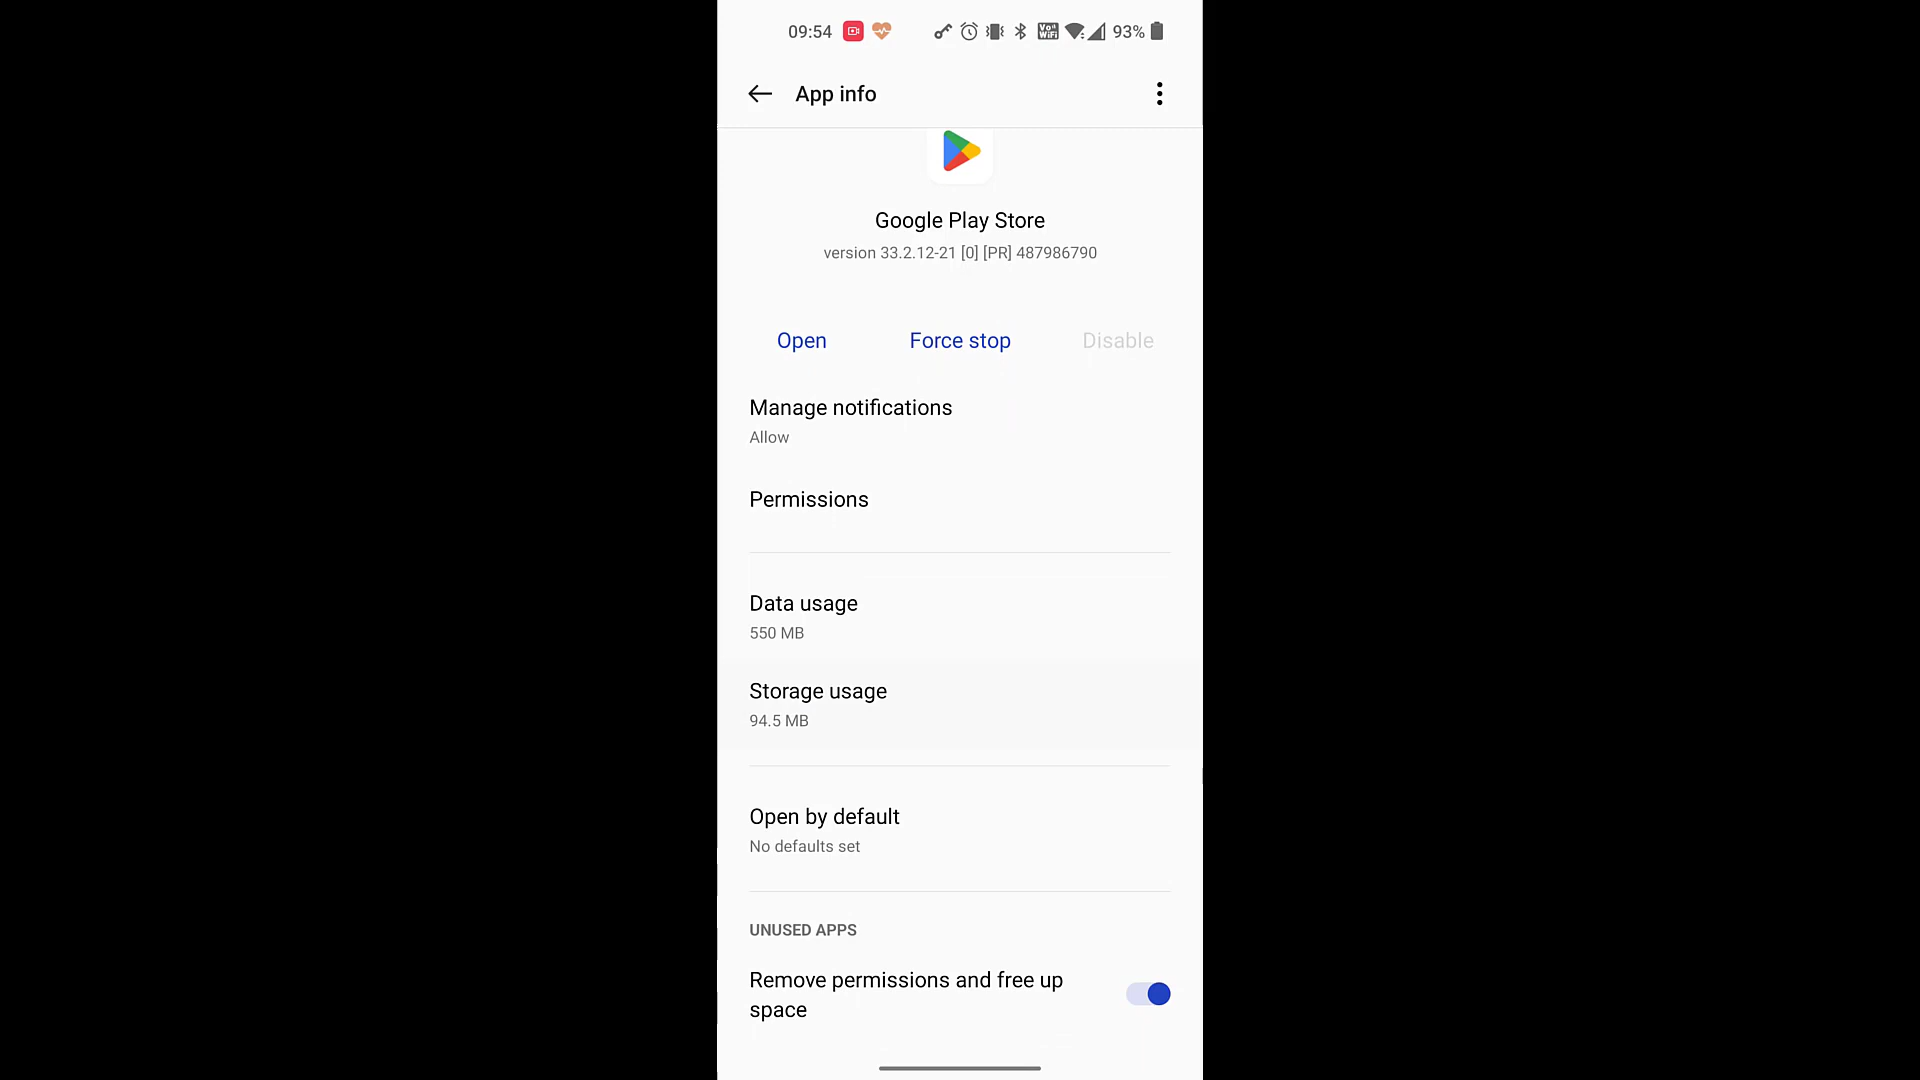 09:54
Vo
WiFi
93%
App info
Google Play Store
version 33.2.12-21 [0] [PR] 487986790
Open
Force stop
Disable
Manage notifications
Allow
Permissions
Data usage
550 MB
Storage usage
94.5 MB
Open by default
No defaults set
UNUSED APPS
Remove permissions and free up
space